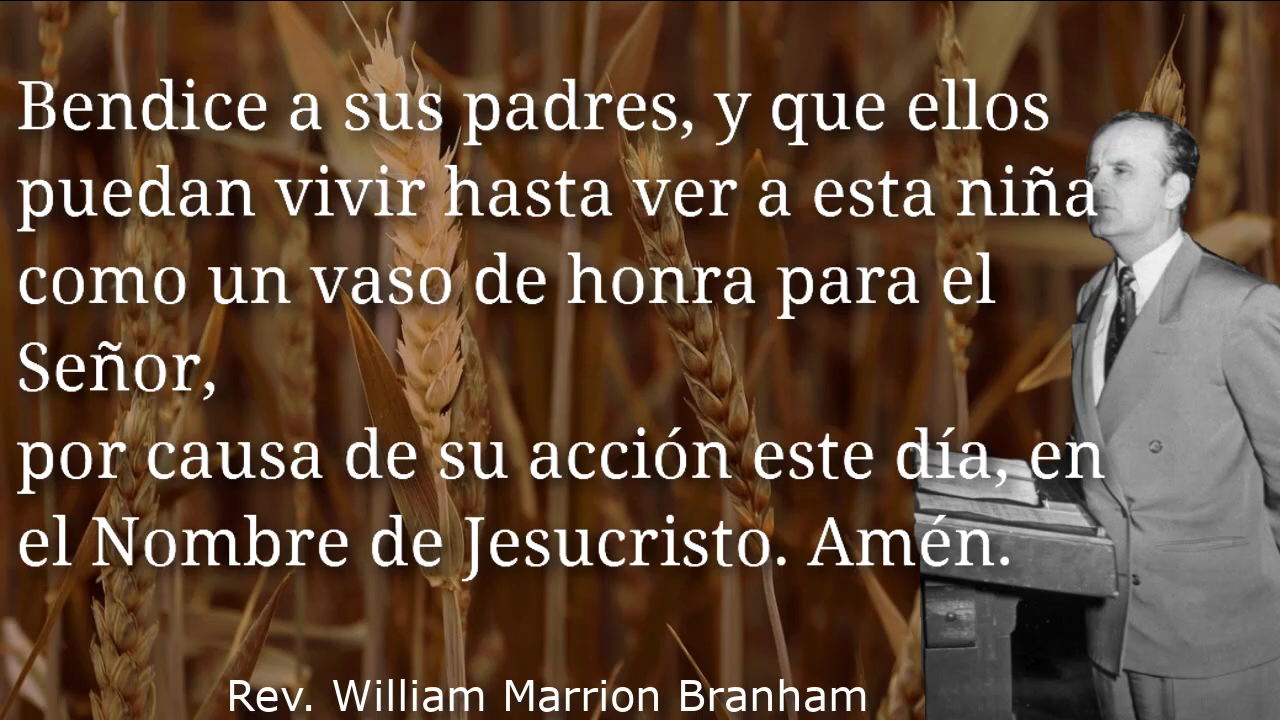 Bendice a sus padres, y que ellos
puedan vivir hasta ver a esta niña
como un vaso de honra para el
Señor,
por causa de su acción este día, en
el Nombre de Jesucristo. Amén.
Rev. William Marrion Branham